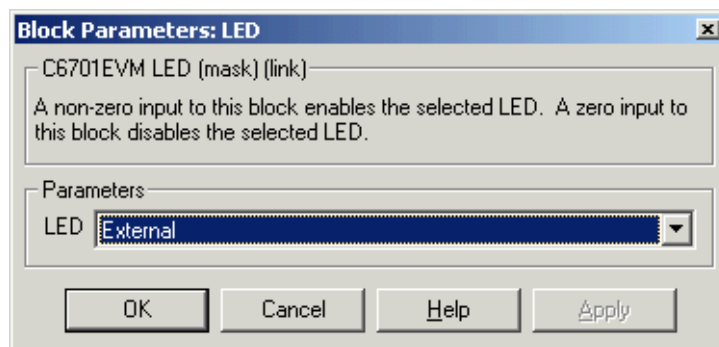 Block Parameters: LED
C6701EVM LED (mask) (link)
A non-zero input to this block enables the selected LED.  A zero input to
this block disables the selected LED.
Parameters
LED External
OK Cancel Help Apply